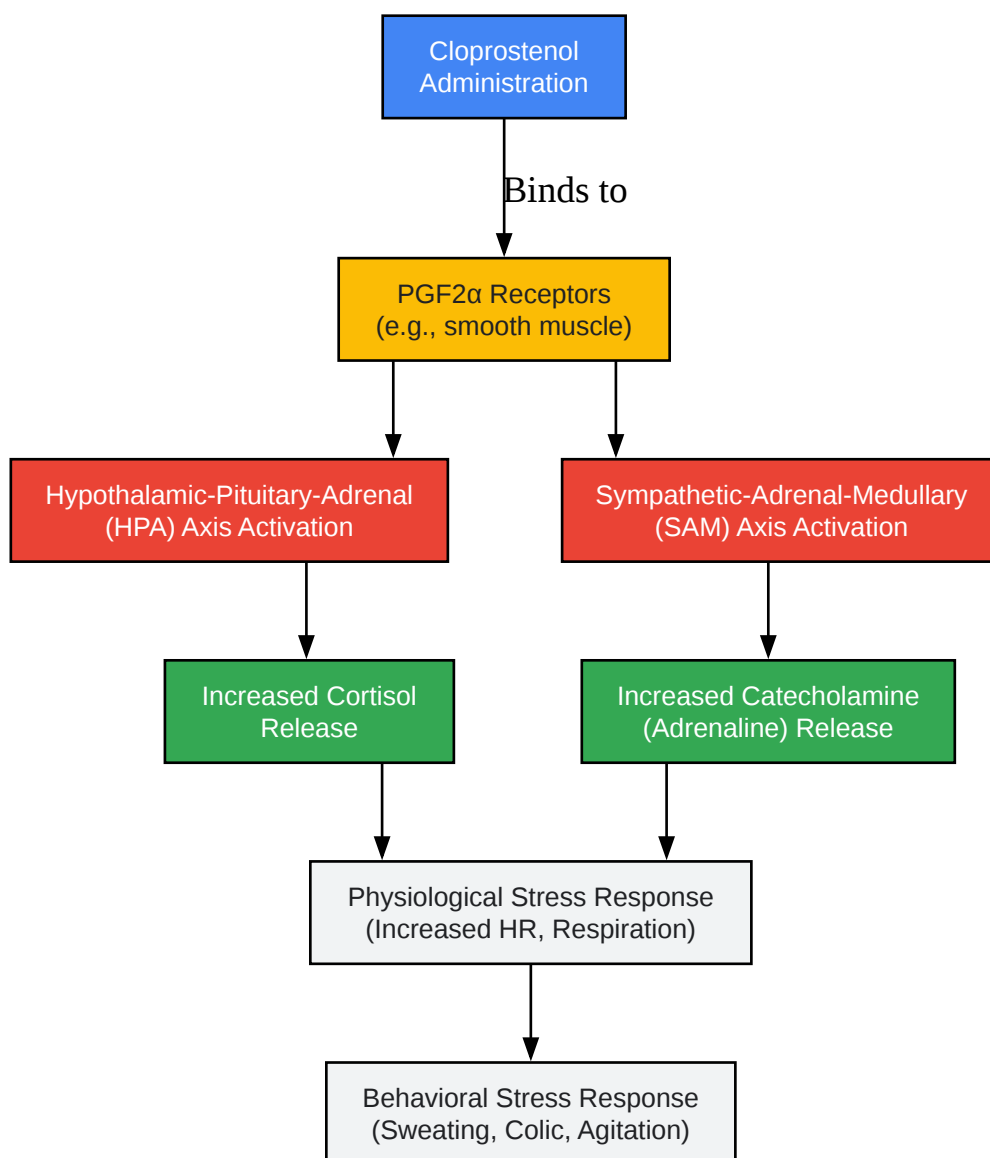 Cloprostenol
Administration
Binds to
PGF2α Receptors
(e.g., smooth muscle)
Hypothalamic-Pituitary-Adrenal
(HPA) Axis Activation
Sympathetic-Adrenal-Medullary
(SAM) Axis Activation
Increased Cortisol
Release
Increased Catecholamine
(Adrenaline) Release
Physiological Stress Response
(Increased HR, Respiration)
Behavioral Stress Response
(Sweating, Colic, Agitation)